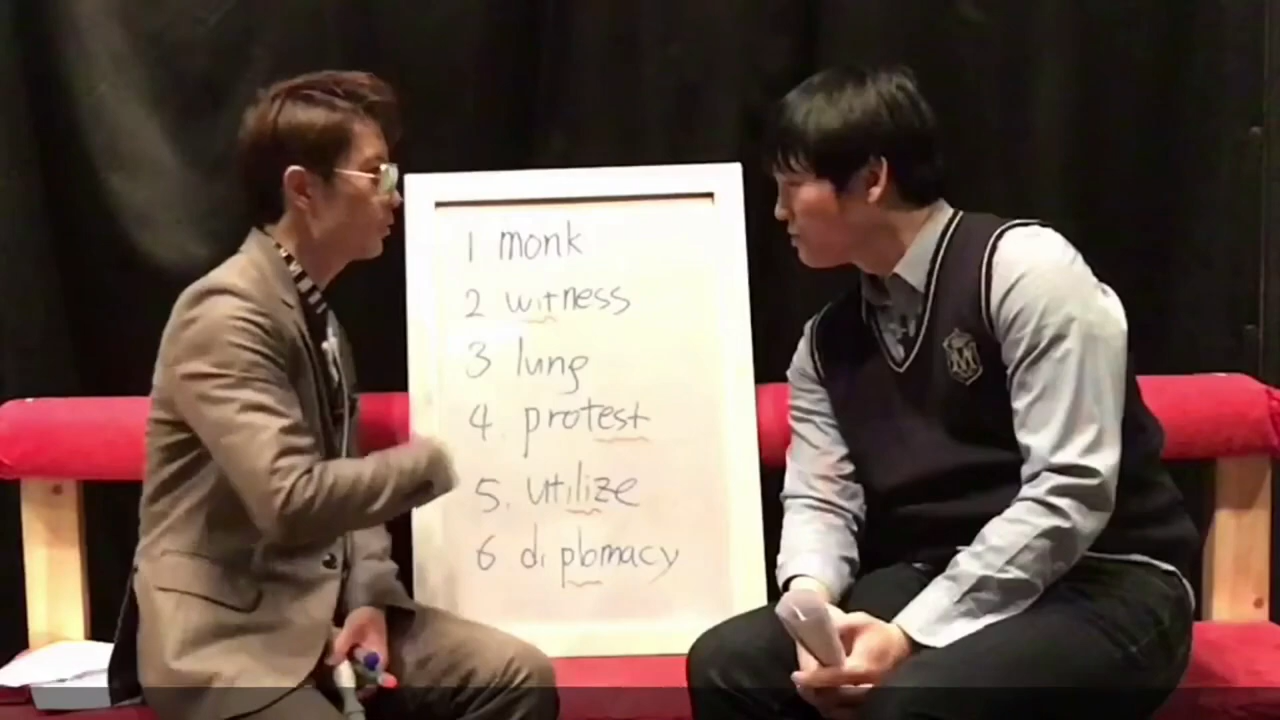 1 monk
2 witness
3 lung
4. protest
5. utilize
6 diplomacy
M